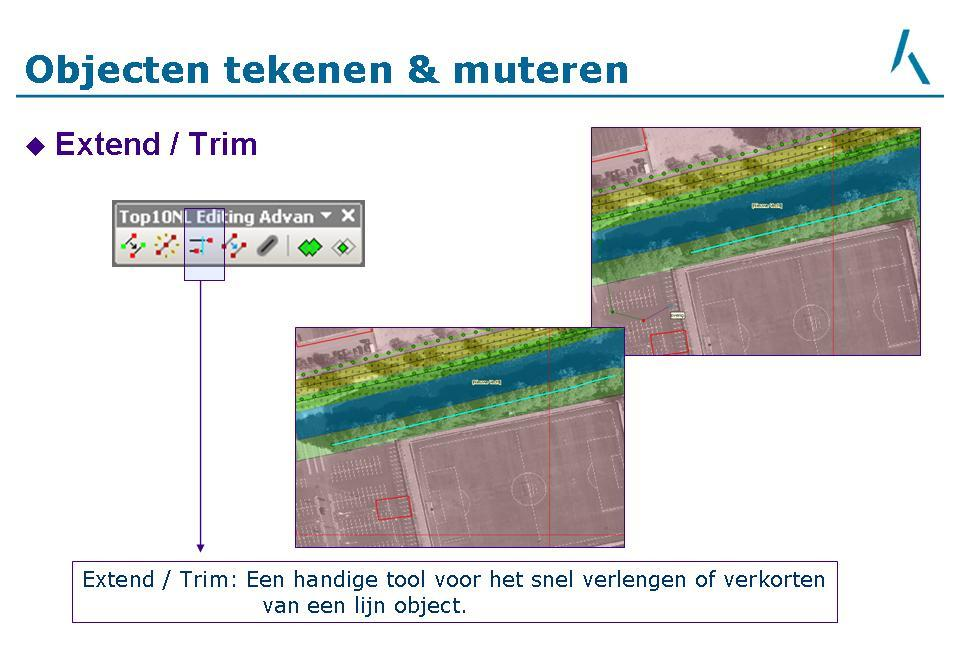 Objecten tekenen & muteren
Extend / Trim
Top10NL Editing Advan
Extend / Trim: Een handige tool voor het snel verlengen of verkorten
van een lijn object.